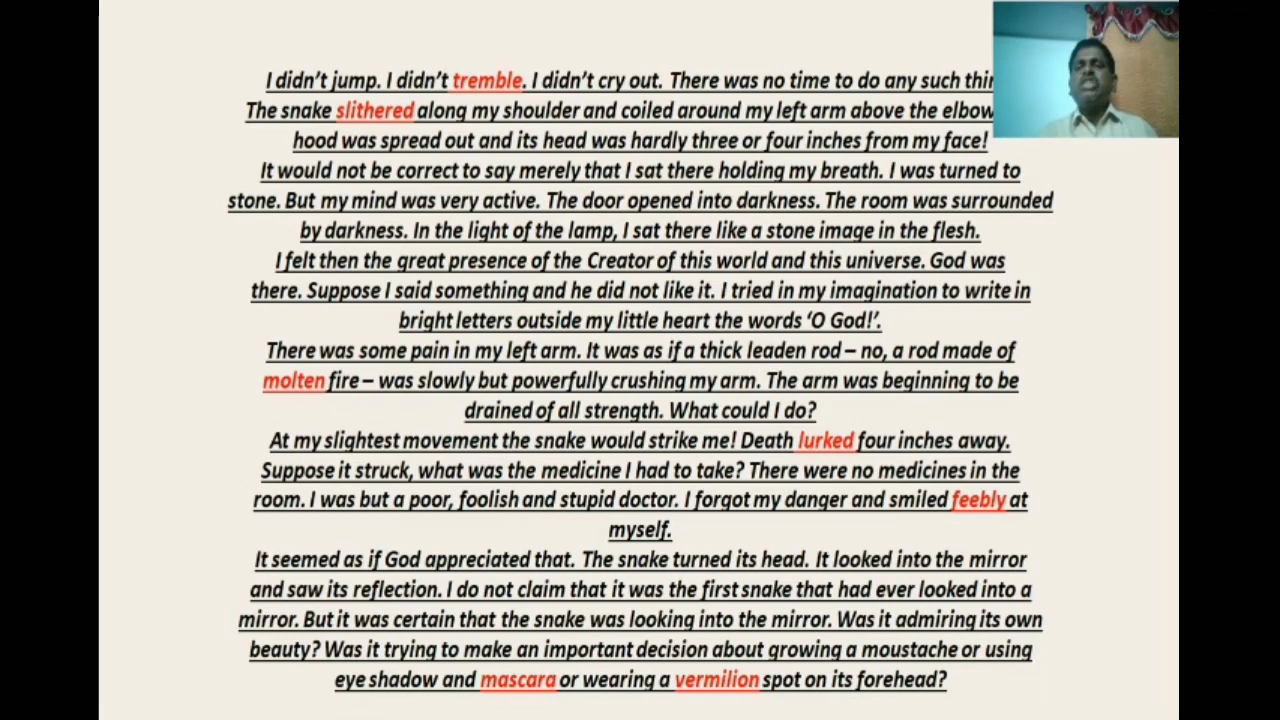 I didn’t jump. I didn’t tremble. I didn’t cry out. There was no time to do any such
The snake slithered along my shoulder and coiled around my left arm above the elbow
hood was spread out and its head was hardly three or four inches from my face!
It would not be correct to say merely that I sat there holding my breath. I was turned to
stone. But my mind was very active. The door opened into darkness. The room was surrounded
by darkness. In the light of the lamp, I sat there like a stone image in the flesh.
I felt then the great presence of the Creator of this world and this universe. God was
there. Suppose I said something and he did not like it. I tried in my imagination to write in
bright letters outside my little heart the words ‘O God!’.
There was some pain in my left arm. It was as if a thick leaden rod – no, a rod made of
molten fire – was slowly but powerfully crushing my arm. The arm was beginning to be
drained of all strength. What could I do?
At my slightest movement the snake would strike me! Death lurked four inches away.
Suppose it struck, what was the medicine I had to take? There were no medicines in the
room. I was but a poor, foolish and stupid doctor. I forgot my danger and smiled feebly at
myself.
It seemed as if God appreciated that. The snake turned its head. It looked into the mirror
and saw its reflection. I do not claim that it was the first snake that had ever looked into a
mirror. But it was certain that the snake was looking into the mirror. Was it admiring its own
beauty? Was it trying to make an important decision about growing a moustache or using
eye shadow and mascara or wearing a vermilion spot on its forehead?